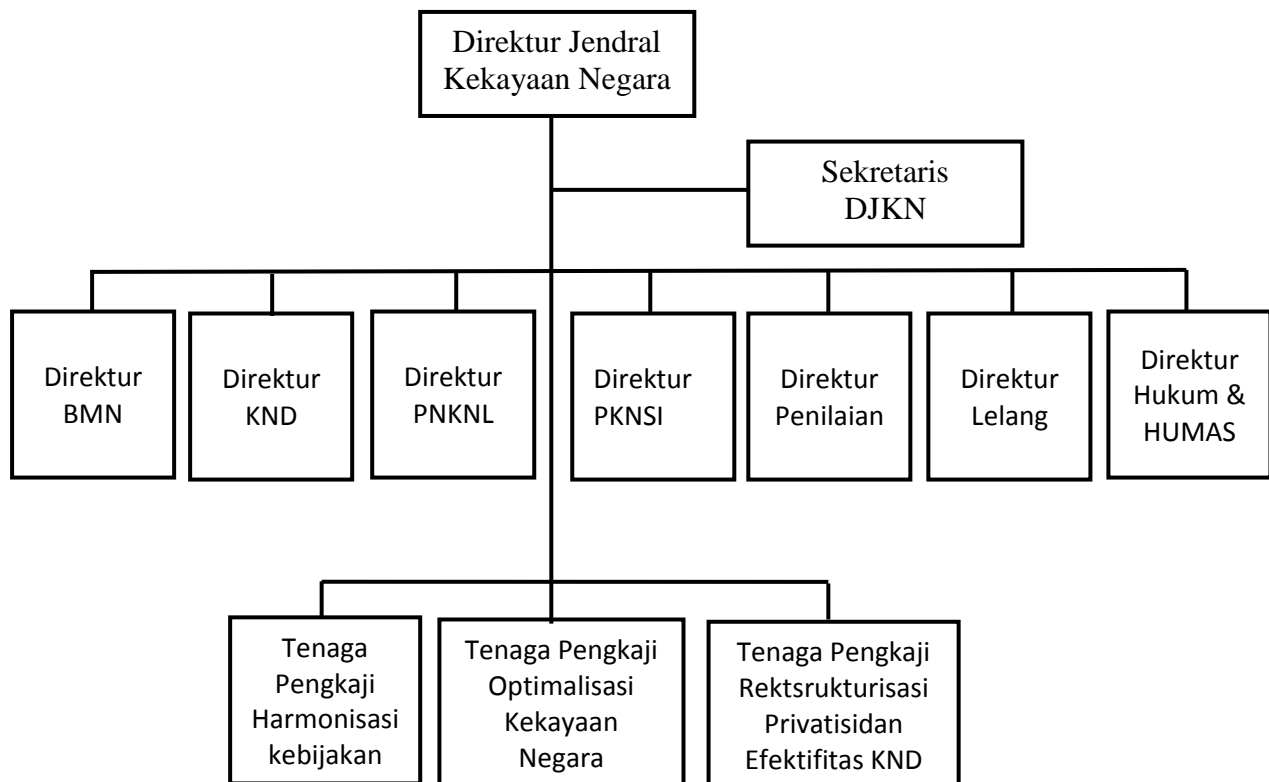 Direktur Jendral
Kekayaan Negara
Sekretaris
DJKN
Direktur
BMN
Direktur
KND
Direktur
PNKNL
Direktur
PKNSI
Direktur
Penilaian
Direktur
Lelang
Direktur
Hukum &
HUMAS
Tenaga
Pengkaji
Harmonisasi
kebijakan
Tenaga Pengkaji
Optimalisasi
Kekayaan
Negara
Tenaga Pengkaji
Rektsrukturisasi
Privatisidan
Efektifitas KND